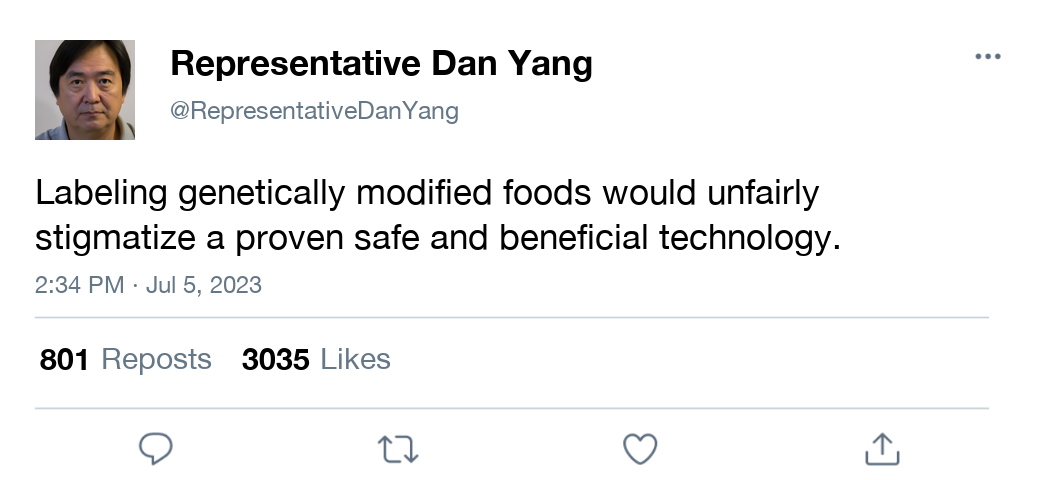 Representative Dan Yang
@RepresentativeDanYang
Labeling genetically modified foods would unfairly
stigmatize a proven safe and beneficial technology.
2:34 PM · Jul 5, 2023
801 Reposts 3035 Likes